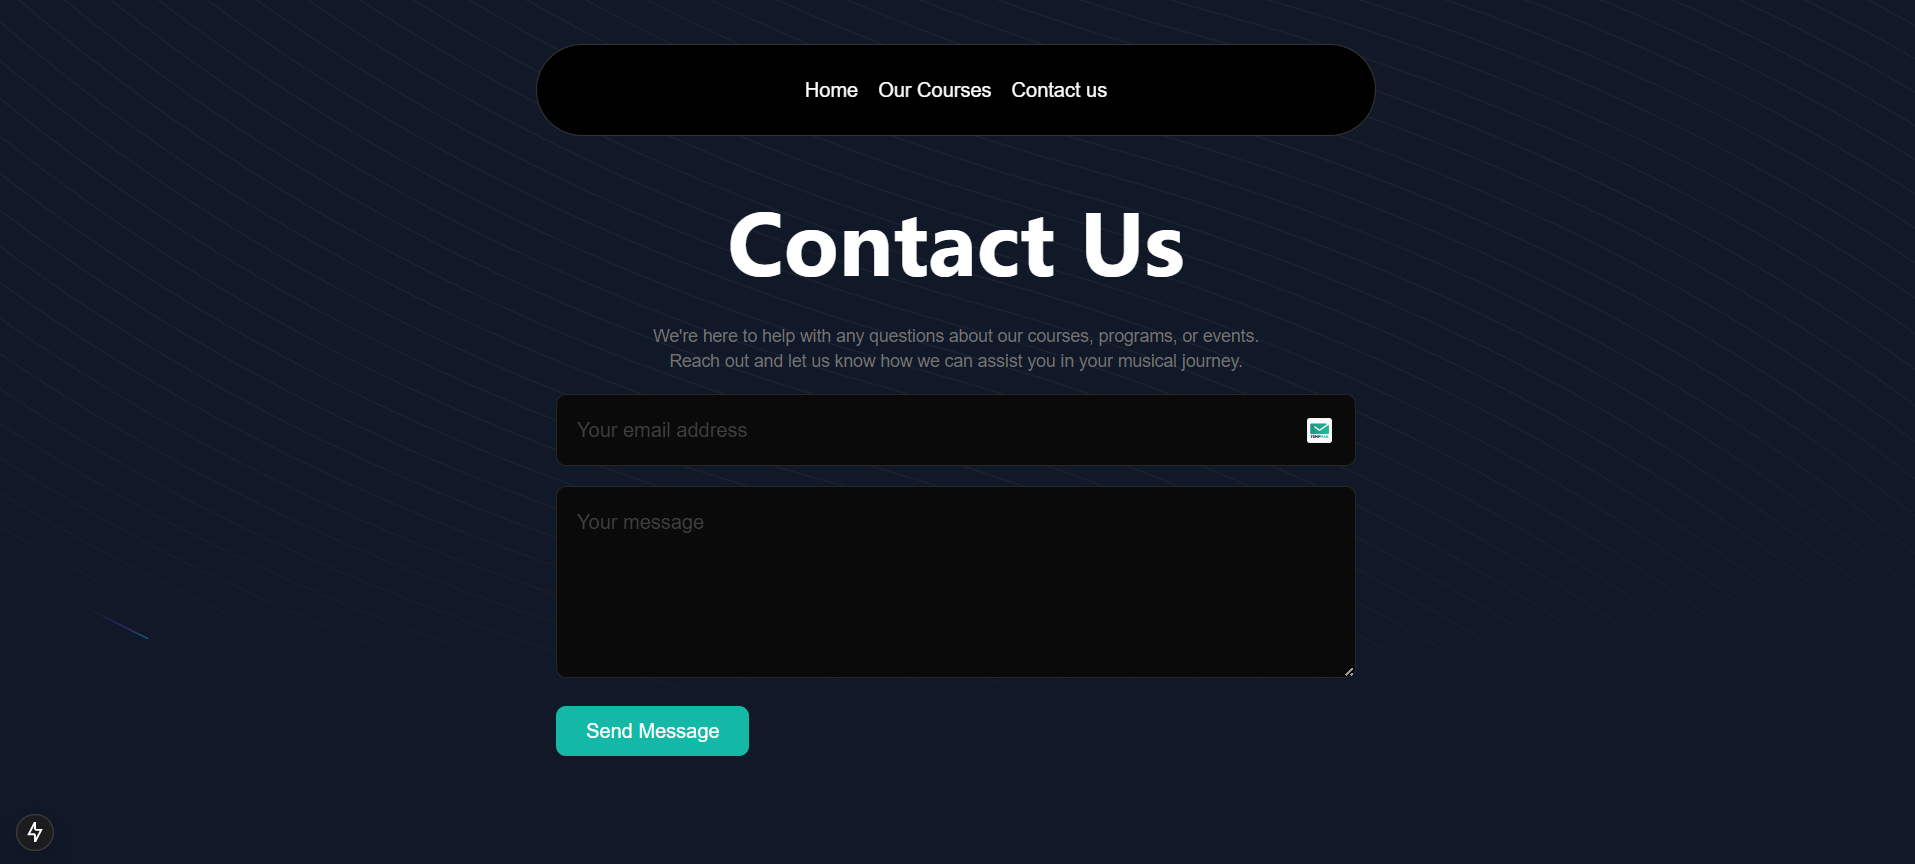 Home Our Courses Contact us
Contact Us
We're here to help with any questions about our courses, programs, or events.
Reach out and let us know how we can assist you in your musical journey.
Your email address
Your message
Send Message